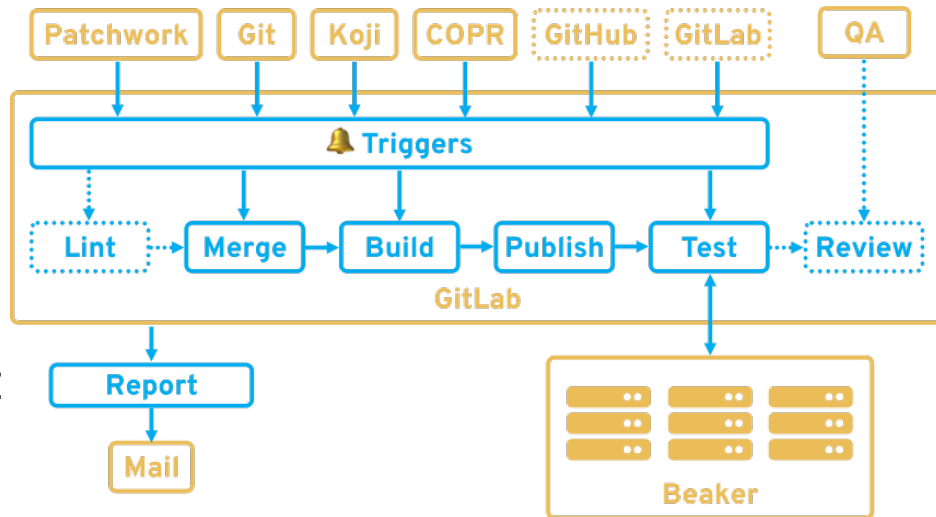 Patchwork Git Koji COPR GitHub GitLab QA
Triggers
Lint Merge Build Publish Test Review
GitLab
Report
Mail
Beaker